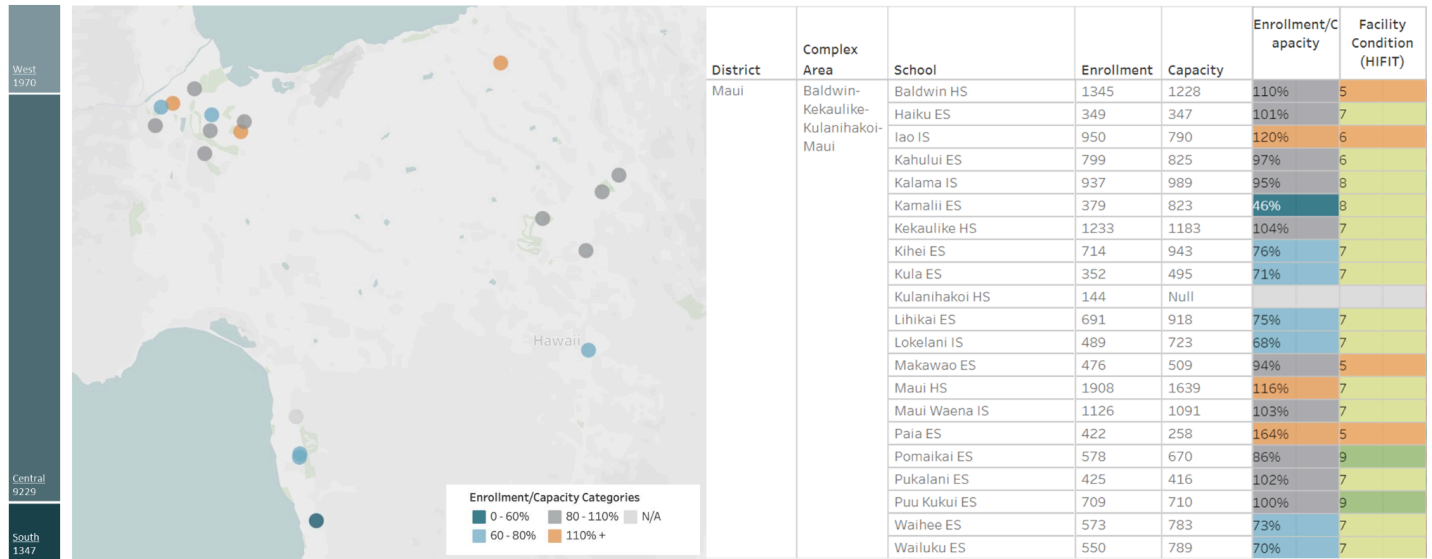 West
1970
Central
9229
South
1347
Hawaii
Enrollment/Capacity Categories
0 - 60% 80 - 110% N/A
60 - 80% 110% +
District Complex Area School Enrollment Capacity Enrollment/Capacity Facility Condition (HIFIT)
Maui Baldwin-Kekaulike-Kulanihakoi-Maui Baldwin HS 1345 1228 110% 5
Haiku ES 349 347 101% 7
Iao IS 950 790 120% 6
Kahului ES 799 825 97% 6
Kalama IS 937 989 95% 8
Kamalii ES 379 823 46% 8
Kekaulike HS 1233 1183 104% 7
Kihei ES 714 943 76% 7
Kula ES 352 495 71% 7
Kulanihakoi HS 144 Null
Lihikai ES 691 918 75% 7
Lokelani IS 489 723 68% 7
Makawao ES 476 509 94% 5
Maui HS 1908 1639 116% 7
Maui Waena IS 1126 1091 103% 7
Paia ES 422 258 164% 5
Pomaikai ES 578 670 86% 9
Pukalani ES 425 416 102% 7
Puu Kukui ES 709 710 100% 9
Waihee ES 573 783 73% 7
Wailuku ES 550 789 70% 7